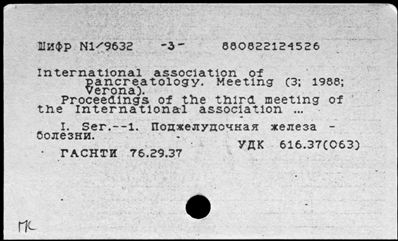 Шифр N1/9632 -3- 880822124526
International association of
pancreatology. Meeting (3; 1988;
Verona).
Proceedings of the third meeting of
the International association ...
I. Ser.--1. Поджелудочная железа -
болезни.
УДК 616.37(063)
ГАСНТИ 76.29.37
МС